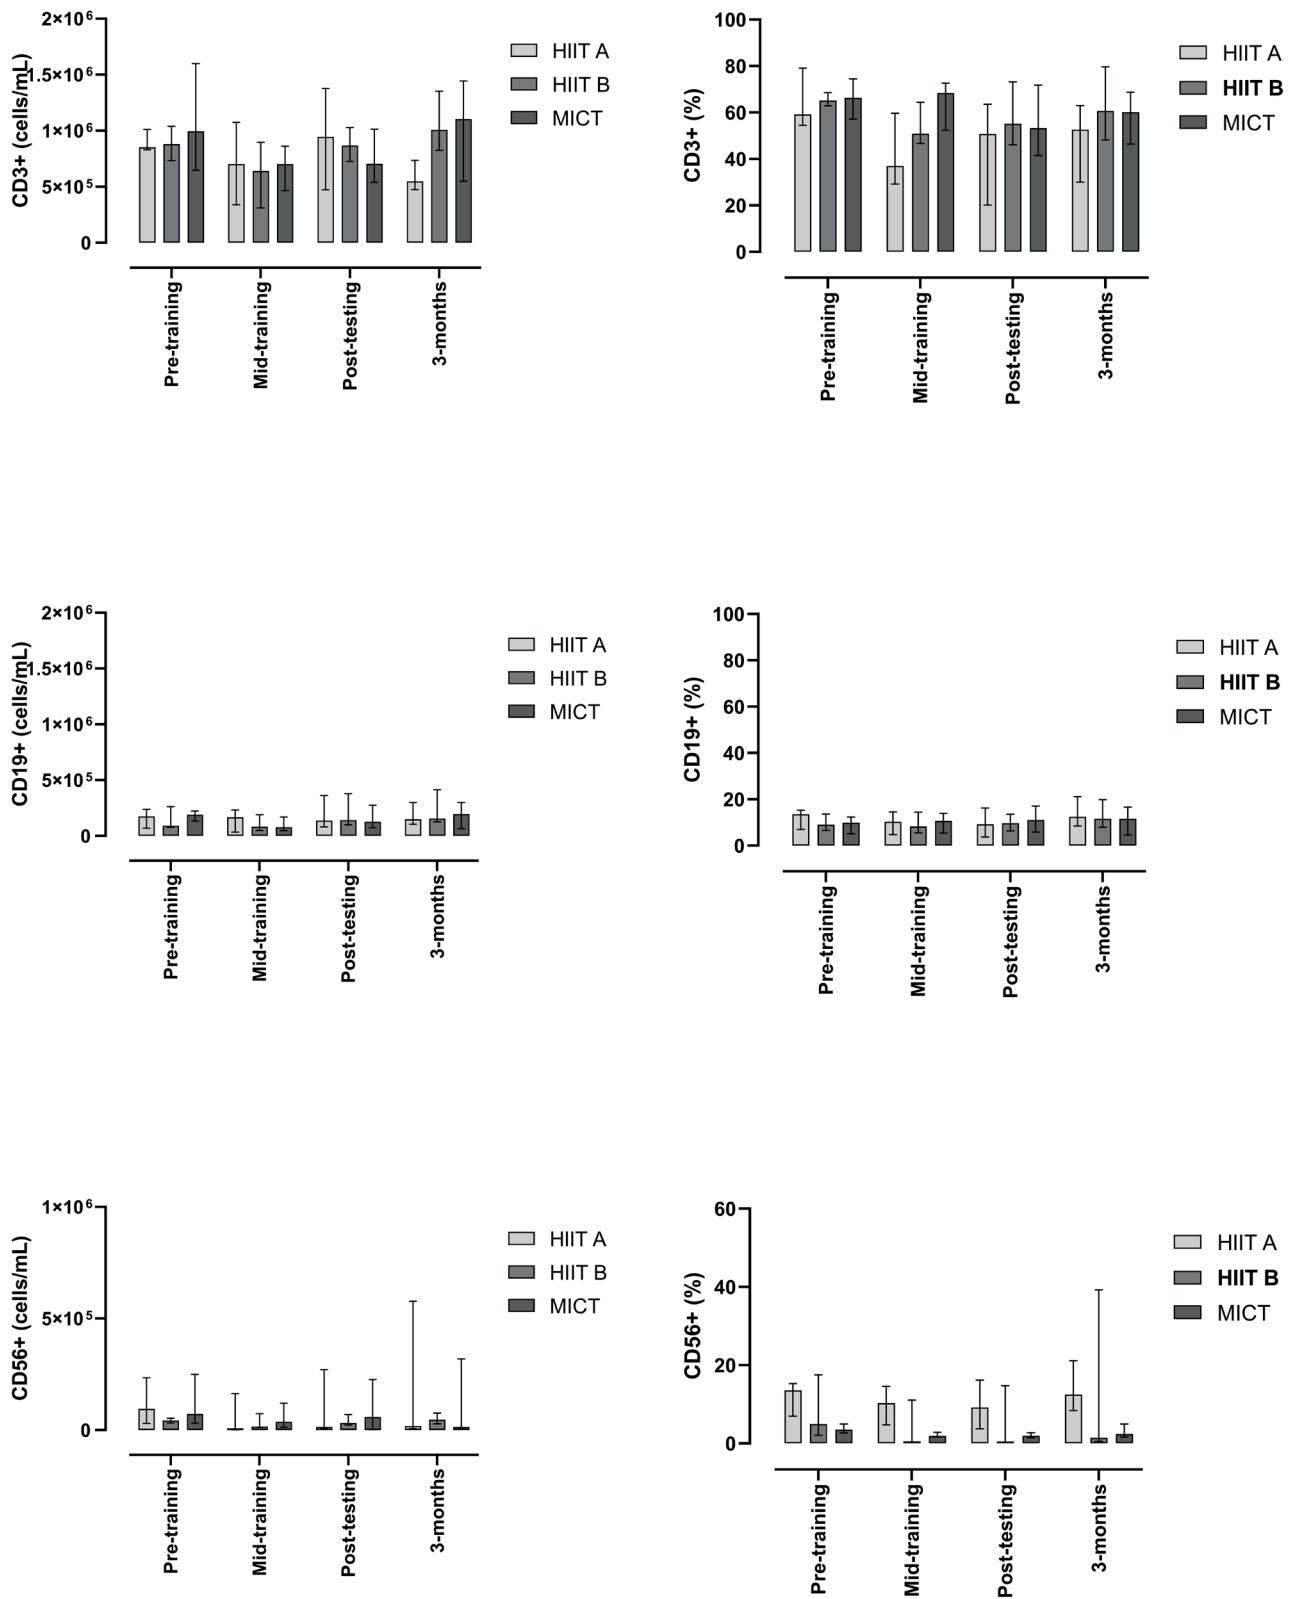 CD3+ (cells/mL)
2×10⁶
1.5×10⁶
1×10⁶
5×10⁵
0
Pre-training
Mid-training
Post-testing
3-months
HIIT A
HIIT B
MICT
CD3+ (%)
100
80
60
40
20
0
Pre-training
Mid-training
Post-testing
3-months
HIIT A
HIIT B
MICT
CD19+ (cells/mL)
2×10⁶
1.5×10⁶
1×10⁶
5×10⁵
0
Pre-training
Mid-training
Post-testing
3-months
HIIT A
HIIT B
MICT
CD19+ (%)
100
80
60
40
20
0
Pre-training
Mid-training
Post-testing
3-months
HIIT A
HIIT B
MICT
CD56+ (cells/mL)
1×10⁶
5×10⁵
0
Pre-training
Mid-training
Post-testing
3-months
HIIT A
HIIT B
MICT
CD56+ (%)
60
40
20
0
Pre-training
Mid-training
Post-testing
3-months
HIIT A
HIIT B
MICT